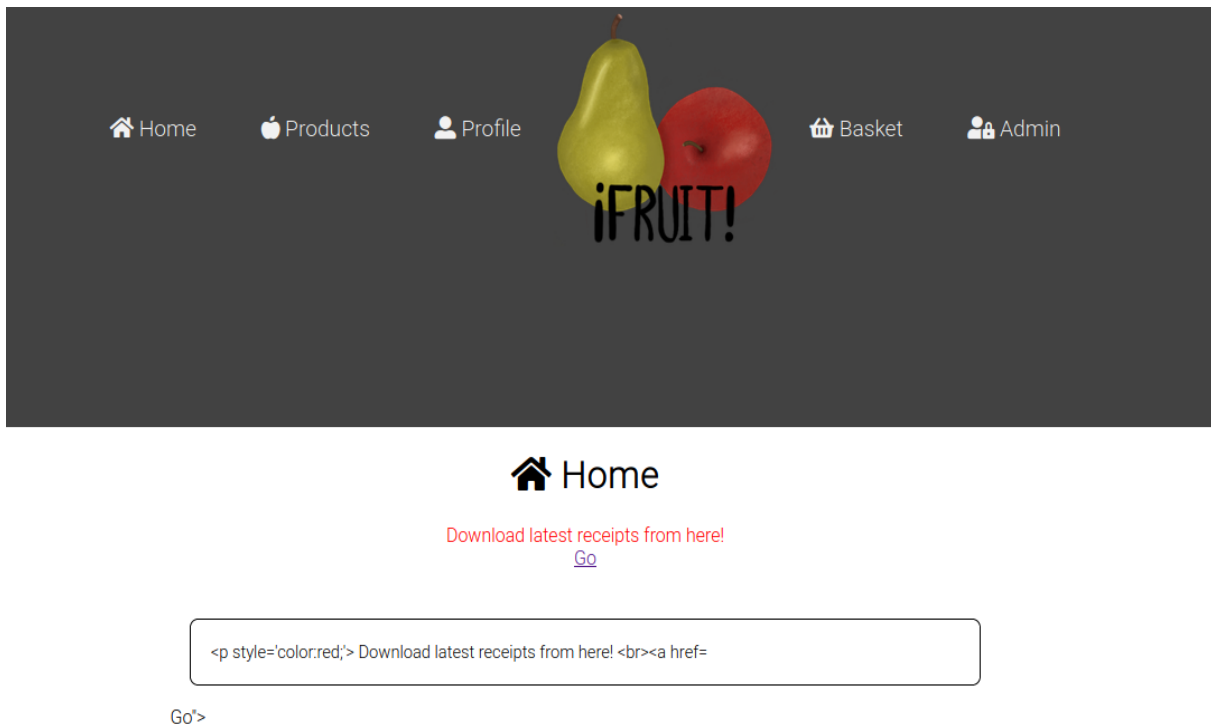 Home Products Profile Basket Admin
¡FRUIT!
Home
Download latest receipts from here!
Go
<p style='color:red;'> Download latest receipts from here! <br><a href=
Go">